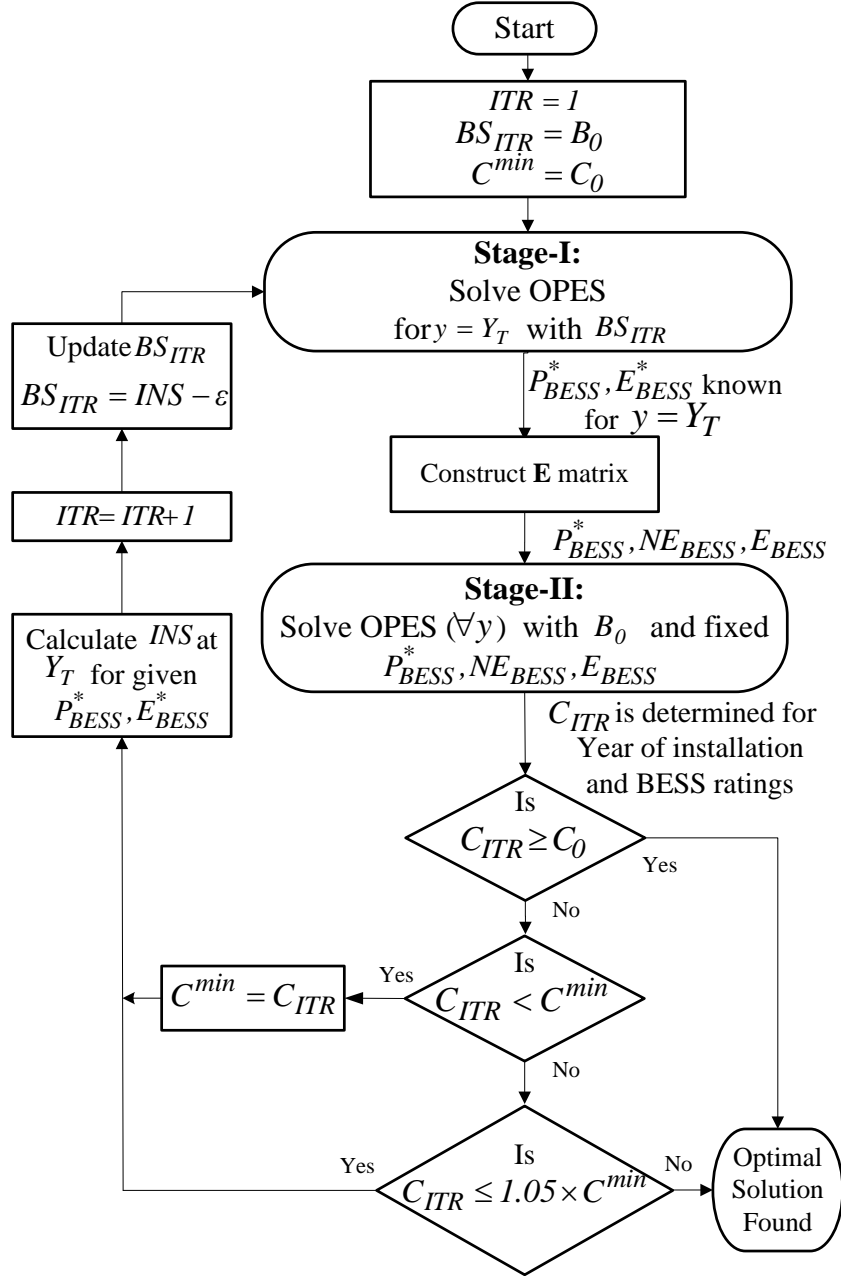 Start
ITR = 1
BS_ITR = B_0
C^min = C_0
Stage-I:
Solve OPES
for y = Y_T with BS_ITR
P*_BESS, E*_BESS known
for y = Y_T
Construct E matrix
P*_BESS, NE_BESS, E_BESS
Stage-II:
Solve OPES (∀y) with B_0 and fixed
P*_BESS, NE_BESS, E_BESS
C_ITR is determined for
Year of installation
and BESS ratings
Is
C_ITR ≥ C_0
Yes
No
Is
C_ITR < C^min
Yes
C^min = C_ITR
No
Is
C_ITR ≤ 1.05 × C^min
Yes
No
Optimal
Solution
Found
Calculate INS at
Y_T for given
P*_BESS, E*_BESS
ITR = ITR + 1
Update BS_ITR
BS_ITR = INS − ε